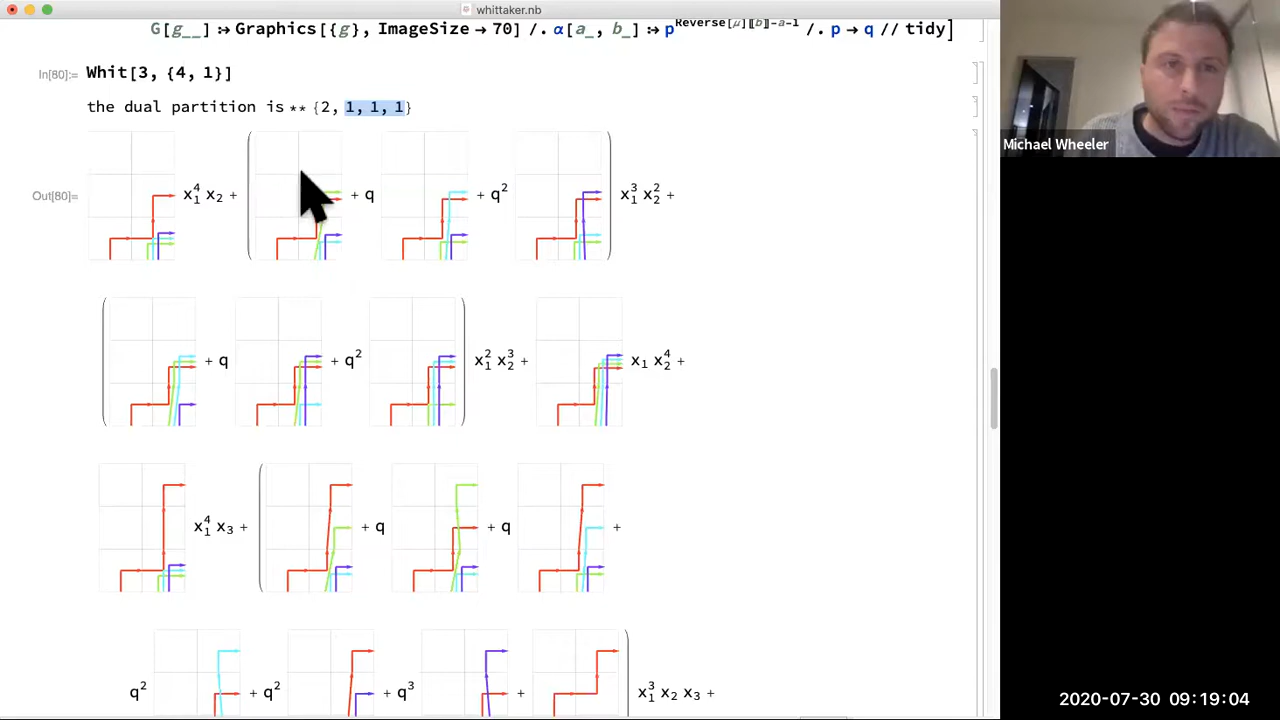 whittaker.nb
G[g__] :> Graphics[{g}, ImageSize → 70] /. α[a_, b_] :> p^Reverse[μ][[b]]-a-1 /. p → q // tidy]
In[80]:= Whit[3, {4, 1}]
the dual partition is ** {2, 1, 1, 1}
Out[80]= x₁⁴ x₂ + ( + q + q² ) x₁³ x₂² +
( + q + q² ) x₁² x₂³ + x₁ x₂⁴ +
x₁⁴ x₃ + ( + q + q +
q² + q² + q³ + ) x₁³ x₂ x₃ +
Michael Wheeler
2020-07-30 09:19:04